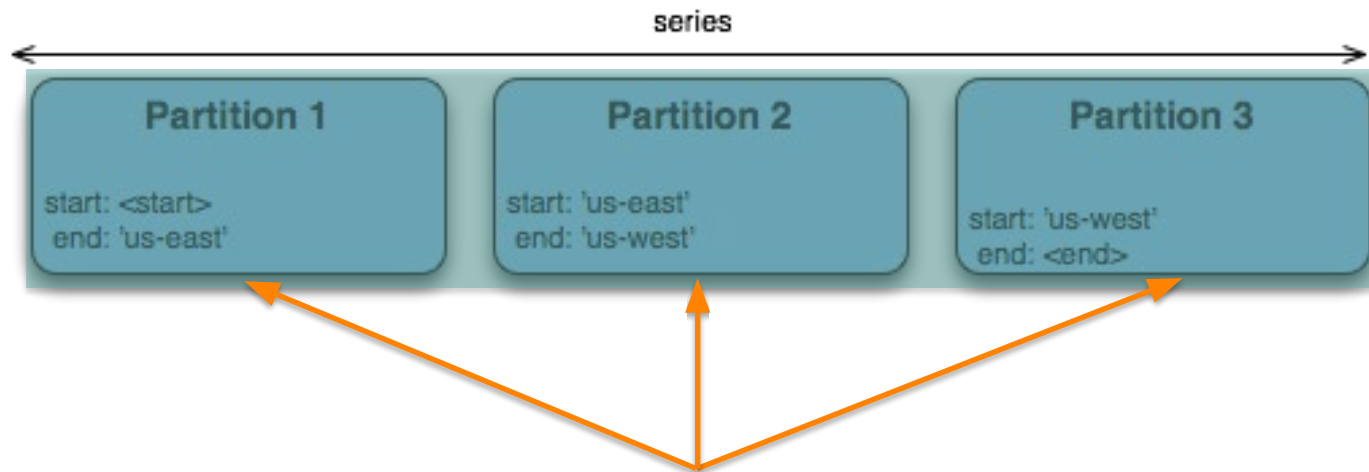 series
Partition 1
start: <start>
end: 'us-east'
Partition 2
start: 'us-east'
end: 'us-west'
Partition 3
start: 'us-west'
end: <end>